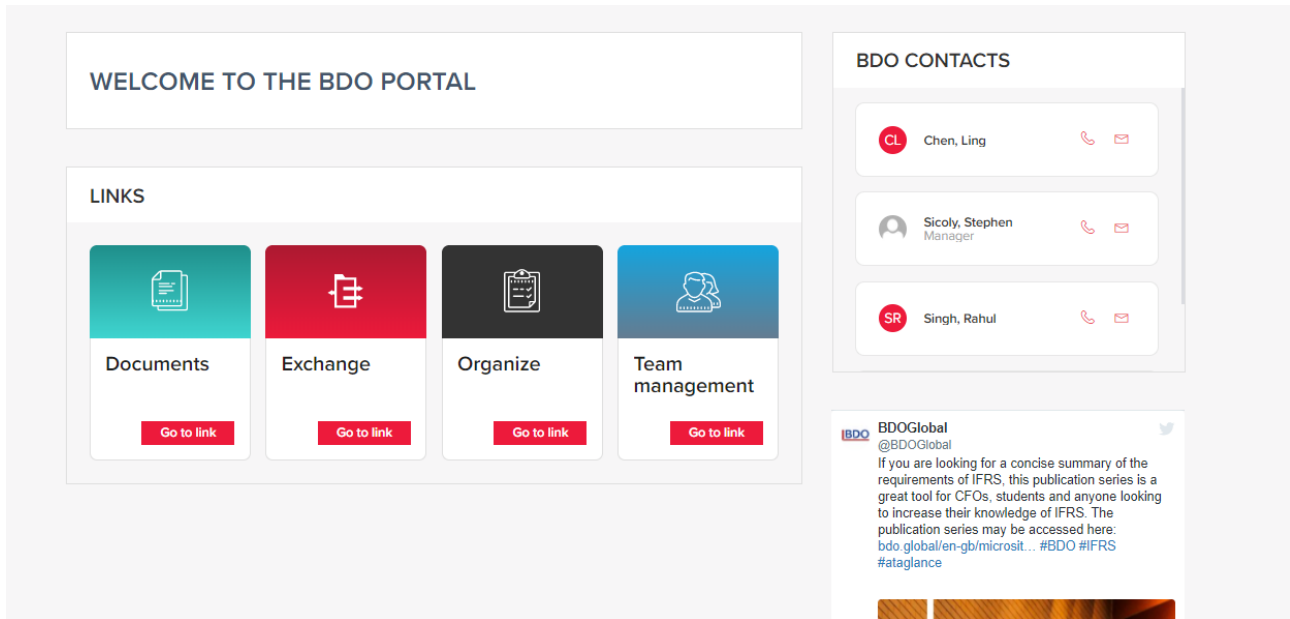 WELCOME TO THE BDO PORTAL
LINKS
Documents
Go to link
Exchange
Go to link
Organize
Go to link
Team
management
Go to link
BDO CONTACTS
CL
Chen, Ling
Sicoly, Stephen
Manager
SR
Singh, Rahul
BDO
BDOGlobal
@BDOGlobal
If you are looking for a concise summary of the
requirements of IFRS, this publication series is a
great tool for CFOs, students and anyone looking
to increase their knowledge of IFRS. The
publication series may be accessed here:
bdo.global/en-gb/microsit… #BDO #IFRS
#ataglance